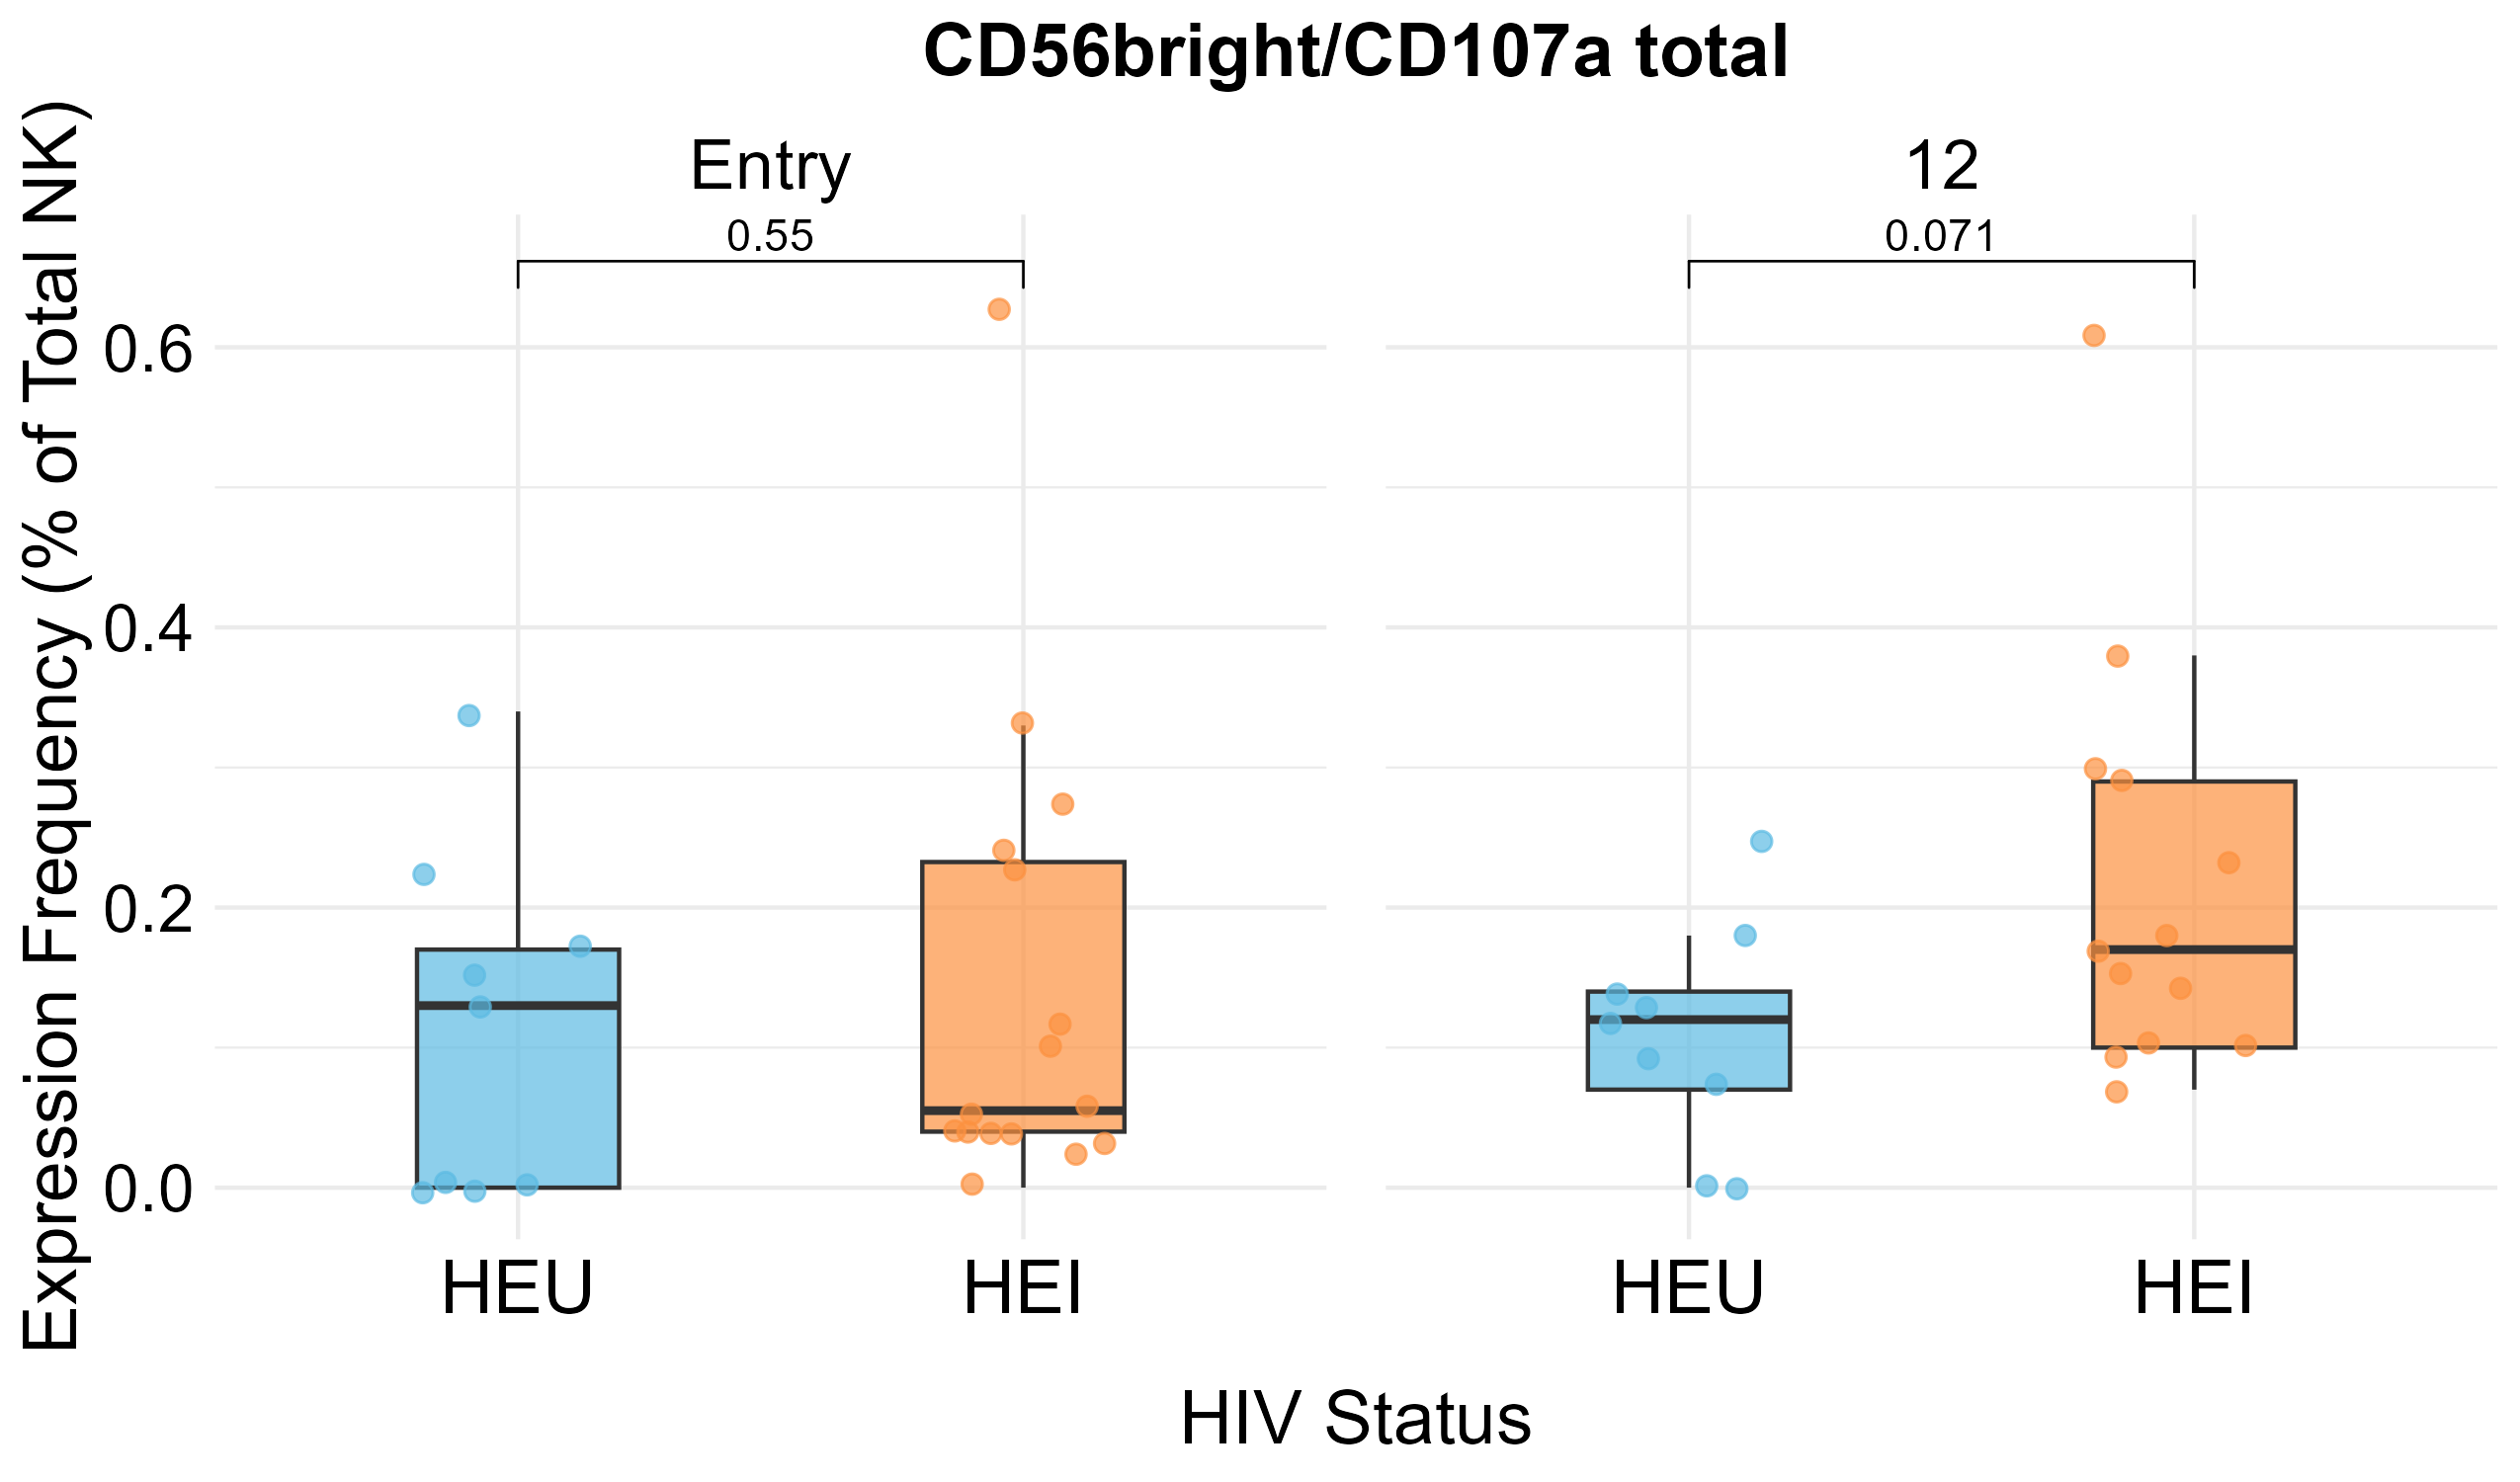 CD56bright/CD107a total
Entry
12
0.55
0.071
Expression Frequency (% of Total NK)
0.6
0.4
0.2
0.0
HEU
HEI
HEU
HEI
HIV Status